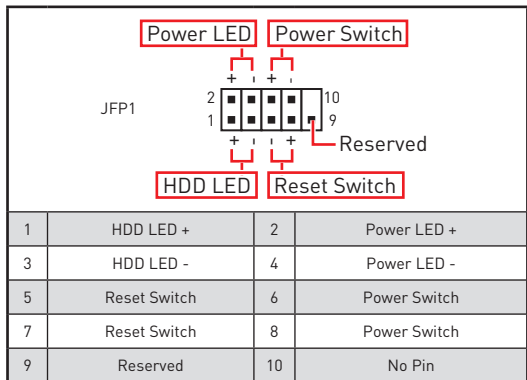 Power LED Power Switch
+ - + -
JFP1
2 10
1 9
+ - - +
Reserved
HDD LED Reset Switch
1 HDD LED + 2 Power LED +
3 HDD LED - 4 Power LED -
5 Reset Switch 6 Power Switch
7 Reset Switch 8 Power Switch
9 Reserved 10 No Pin